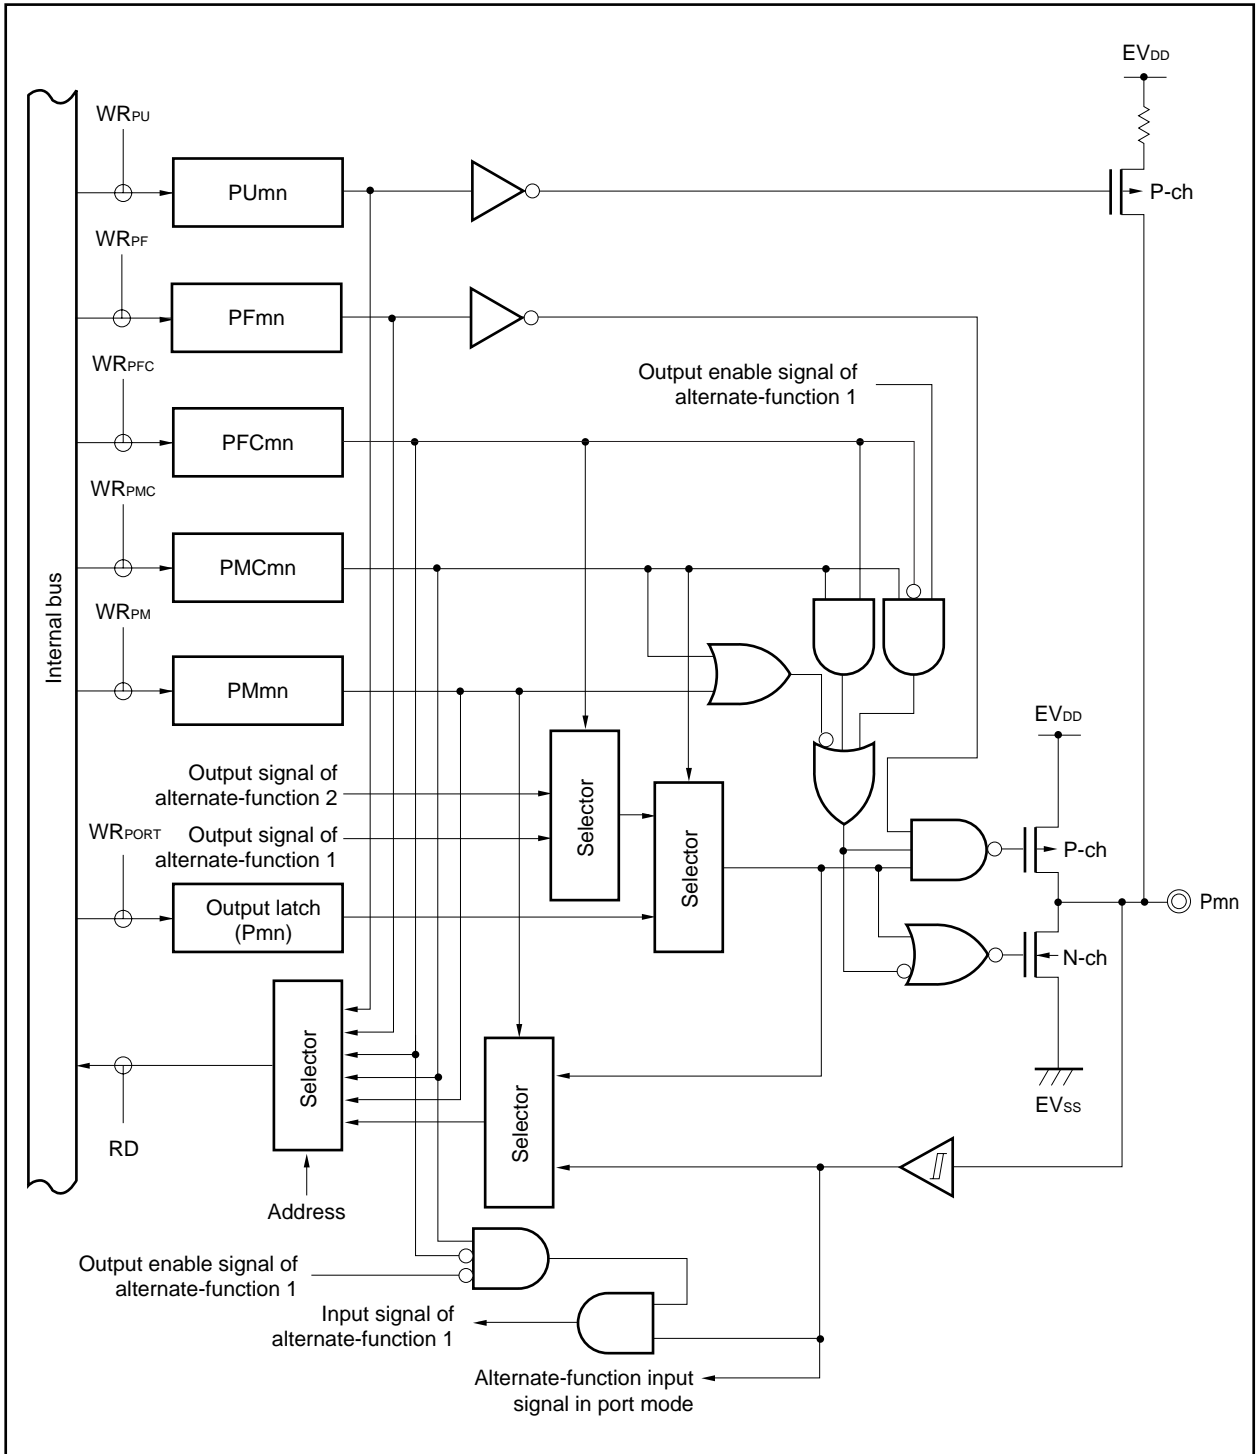 EVDD
WRPU
PUmn
P-ch
WRPF
PFmn
WRPFC
Output enable signal of
alternate-function 1
PFCmn
WRPMC
PMCmn
Internal bus
WRPM
PMmn
EVDD
Output signal of
alternate-function 2
Selector
Selector
WRPORT
Output signal of
alternate-function 1
P-ch
Output latch
(Pmn)
Pmn
N-ch
Selector
Selector
EVSS
RD
Address
Output enable signal of
alternate-function 1
Input signal of
alternate-function 1
Alternate-function input
signal in port mode